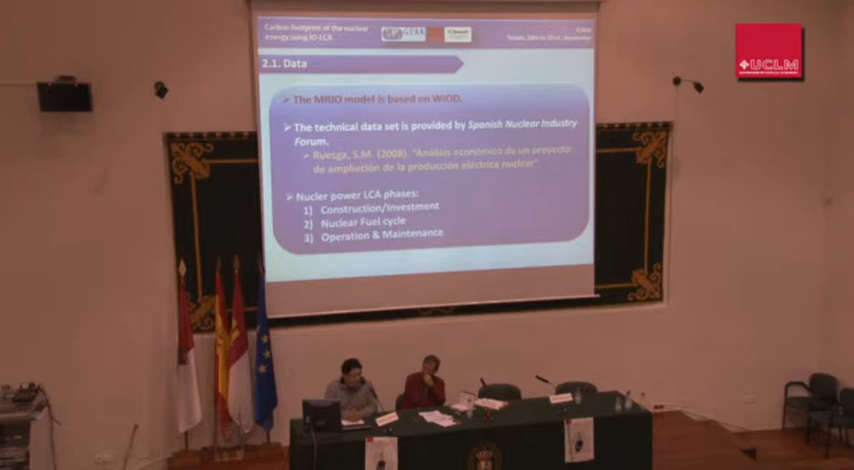 Carbon footprint of the nuclear
energy using IO-LCA
GEAR
UCLM
2.1. Data
➢ The MRIO model is based on WIOD.
➢ The technical data set is provided by Spanish Nuclear Industry
Forum.
➢ Ruesga, S.M. (2008). "Análisis económico de un proyecto
de ampliación de la producción eléctrica nuclear"
➢ Nucler power LCA phases:
1) Construction/Investment
2) Nuclear Fuel cycle
3) Operation & Maintenance